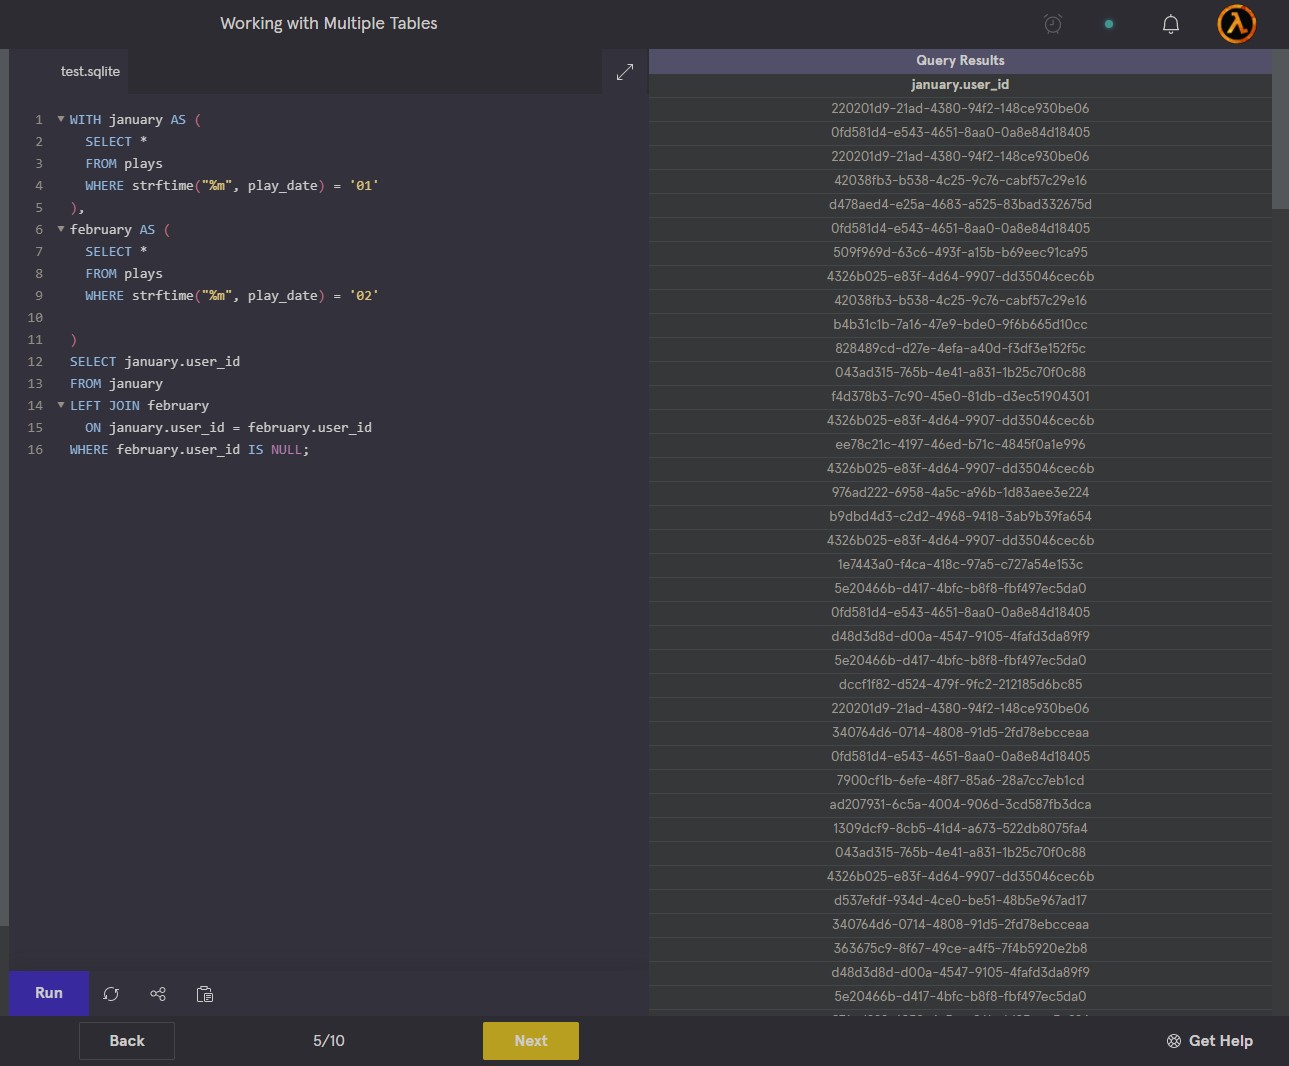 Working with Multiple Tables
test.sqlite
1 WITH january AS (
2 SELECT *
3 FROM plays
4 WHERE strftime("%m", play_date) = '01'
5 ),
6 february AS (
7 SELECT *
8 FROM plays
9 WHERE strftime("%m", play_date) = '02'
10
11 )
12 SELECT january.user_id
13 FROM january
14 LEFT JOIN february
15 ON january.user_id = february.user_id
16 WHERE february.user_id IS NULL;
Run
Query Results
january.user_id
220201d9-21ad-4380-94f2-148ce930be06
0fd581d4-e543-4651-8aa0-0a8e84d18405
220201d9-21ad-4380-94f2-148ce930be06
42038fb3-b538-4c25-9c76-cabf57c29e16
d478aed4-e25a-4683-a525-83bad332675d
0fd581d4-e543-4651-8aa0-0a8e84d18405
509f969d-63c6-493f-a15b-b69eec91ca95
4326b025-e83f-4d64-9907-dd35046cec6b
42038fb3-b538-4c25-9c76-cabf57c29e16
b4b31c1b-7a16-47e9-bde0-9f6b665d10cc
828489cd-d27e-4efa-a40d-f3df3e152f5c
043ad315-765b-4e41-a831-1b25c70f0c88
f4d378b3-7c90-45e0-81db-d3ec51904301
4326b025-e83f-4d64-9907-dd35046cec6b
ee78c21c-4197-46ed-b71c-4845f0a1e996
4326b025-e83f-4d64-9907-dd35046cec6b
976ad222-6958-4a5c-a96b-1d83aee3e224
b9dbd4d3-c2d2-4968-9418-3ab9b39fa654
4326b025-e83f-4d64-9907-dd35046cec6b
1e7443a0-f4ca-418c-97a5-c727a54e153c
5e20466b-d417-4bfc-b8f8-fbf497ec5da0
0fd581d4-e543-4651-8aa0-0a8e84d18405
d48d3d8d-d00a-4547-9105-4fafd3da89f9
5e20466b-d417-4bfc-b8f8-fbf497ec5da0
dccf1f82-d524-479f-9fc2-212185d6bc85
220201d9-21ad-4380-94f2-148ce930be06
340764d6-0714-4808-91d5-2fd78ebcceaa
0fd581d4-e543-4651-8aa0-0a8e84d18405
7900cf1b-6efe-48f7-85a6-28a7cc7eb1cd
ad207931-6c5a-4004-906d-3cd587fb3dca
1309dcf9-8cb5-41d4-a673-522db8075fa4
043ad315-765b-4e41-a831-1b25c70f0c88
4326b025-e83f-4d64-9907-dd35046cec6b
d537efdf-934d-4ce0-be51-48b5e967ad17
340764d6-0714-4808-91d5-2fd78ebcceaa
363675c9-8f67-49ce-a4f5-7f4b5920e2b8
d48d3d8d-d00a-4547-9105-4fafd3da89f9
5e20466b-d417-4bfc-b8f8-fbf497ec5da0
Back
5/10
Next
Get Help